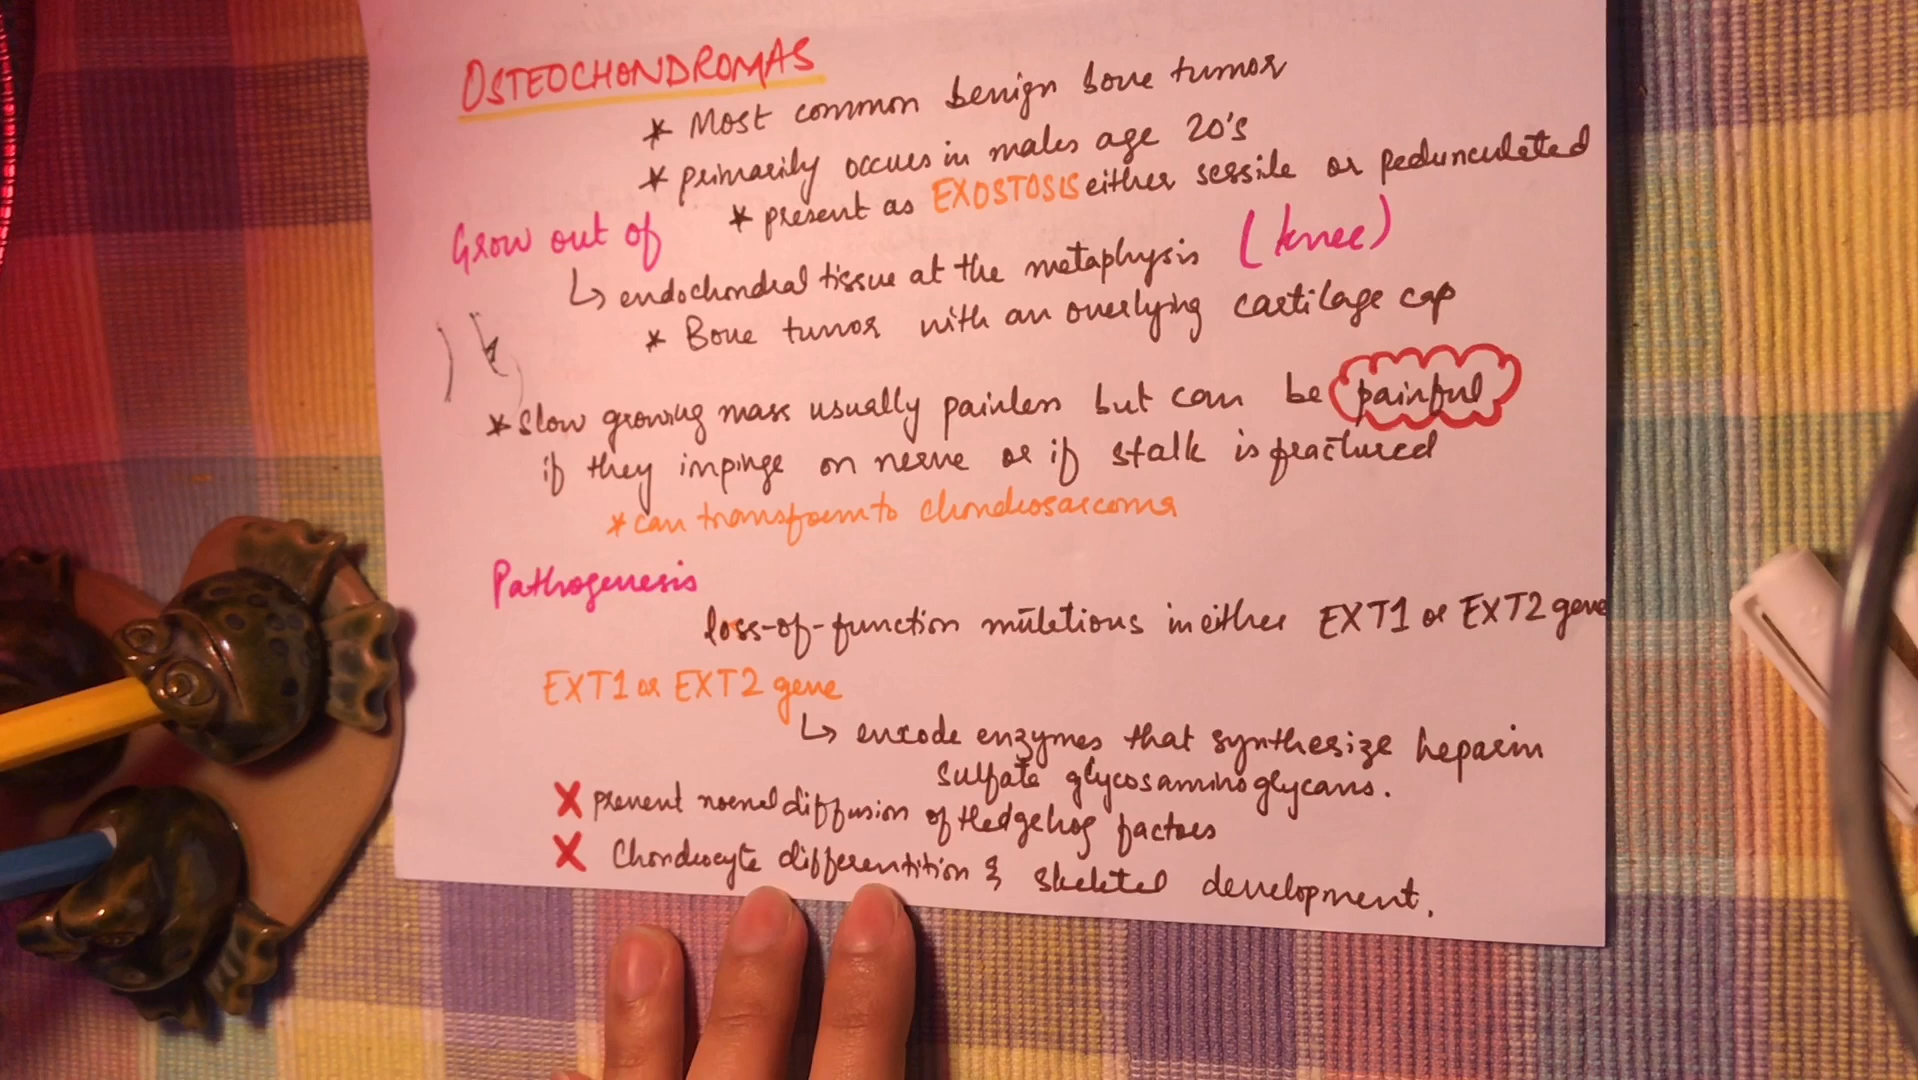 OSTEOCHONDROMAS
* Most common benign bone tumor
* primarily occurs in males age 20's
* present as EXOSTOSIS either sessile or pedunculated
Grow out of
↳ endochondral tissue at the metaphysis (knee)
* Bone tumor with an overlying cartilage cap
* Slow growing mass usually painless but can be painful
if they impinge on nerve or if stalk is fractured
* can transform to chondrosarcoma
Pathogenesis
loss-of-function mutetions in either EXT1 or EXT2 gene
EXT1 or EXT2 gene
↳ encode enzymes that synthesize heparin
sulfate glycosaminoglycans.
X prevent normal diffusion of Hedgehog factors
X Chondrocyte differentition & skeletel development.